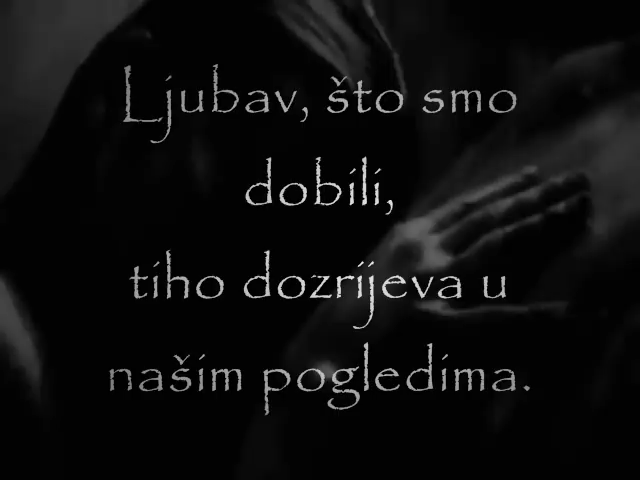 Ljubav, što smo
dobili,
tiho dozrijeva u
našim pogledima.